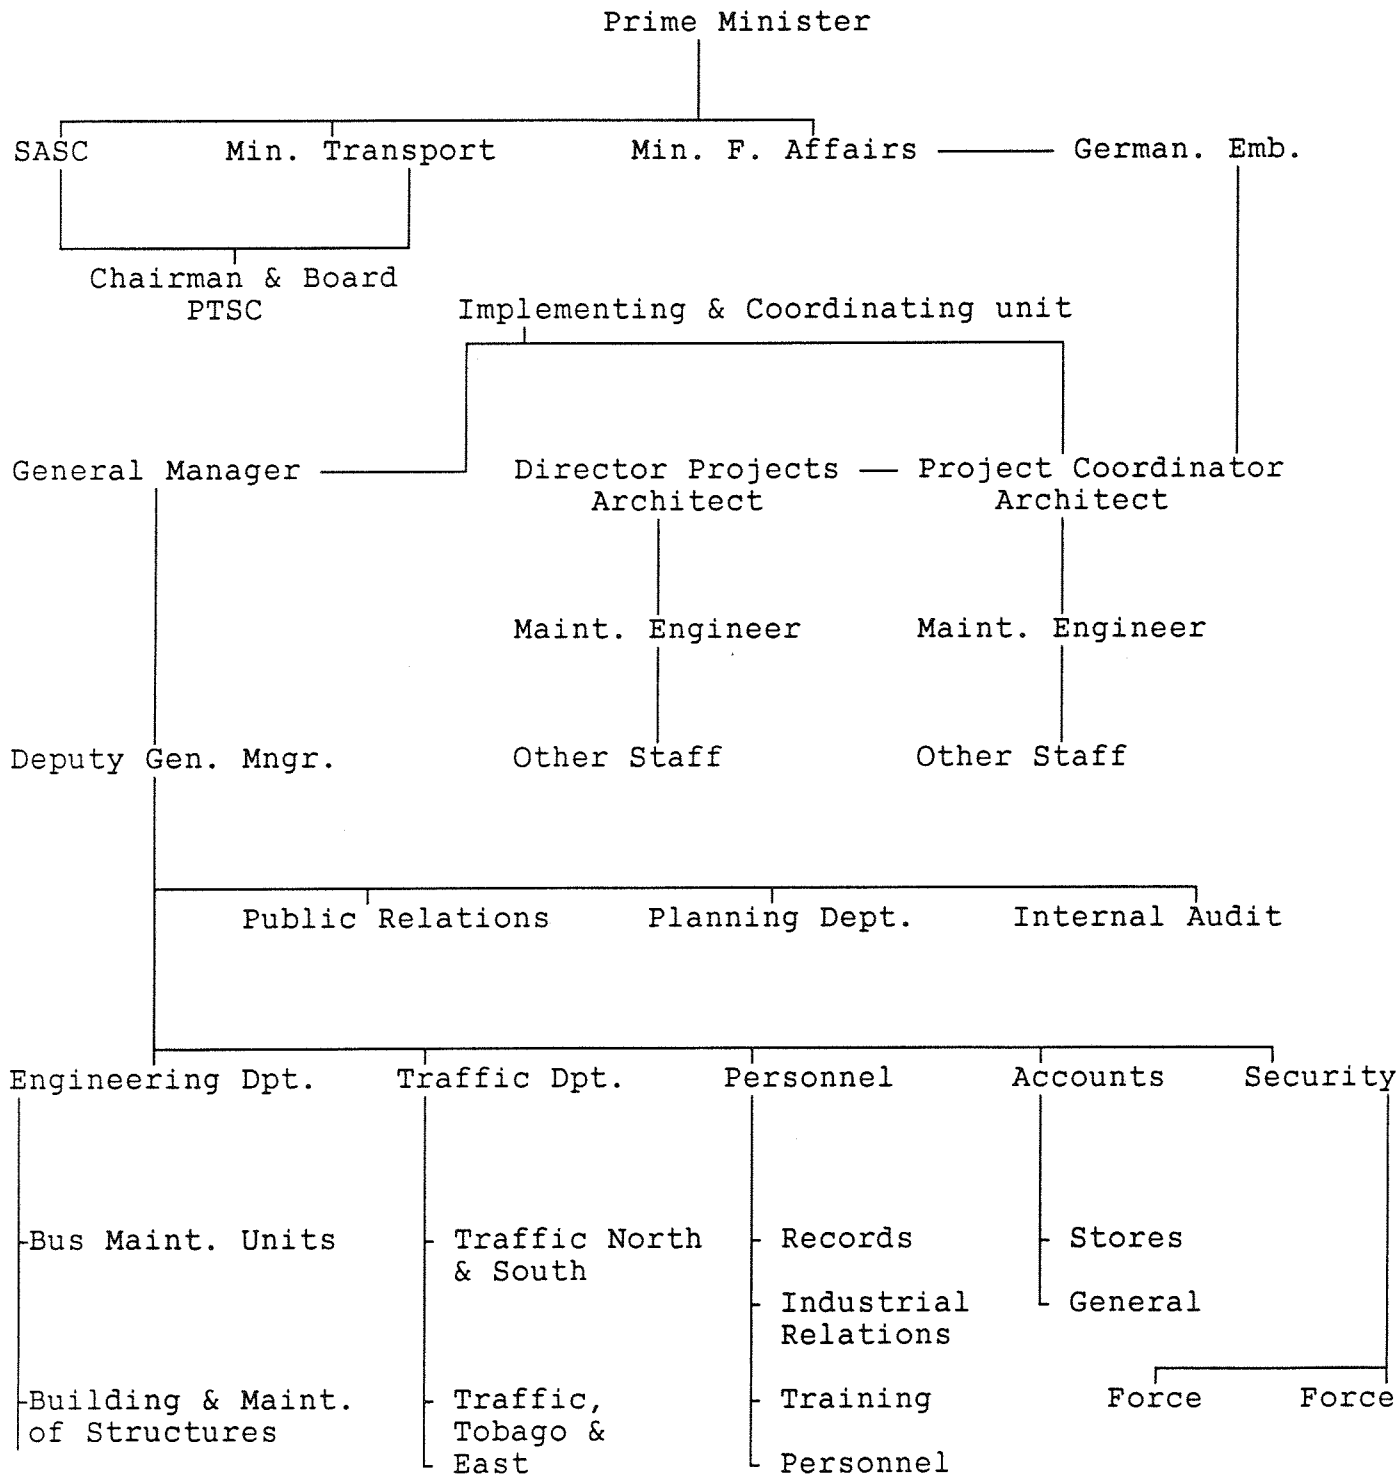 Prime Minister
SASC Min. Transport Min. F. Affairs German. Emb.
Chairman & Board
PTSC
Implementing & Coordinating unit
General Manager Director Projects Project Coordinator
Architect Architect
Maint. Engineer Maint. Engineer
Deputy Gen. Mngr. Other Staff Other Staff
Public Relations Planning Dept. Internal Audit
Engineering Dpt. Traffic Dpt. Personnel Accounts Security
Bus Maint. Units Traffic North Records Stores
& South
Industrial General
Relations
Building & Maint. Traffic, Training Force Force
of Structures Tobago &
East Personnel